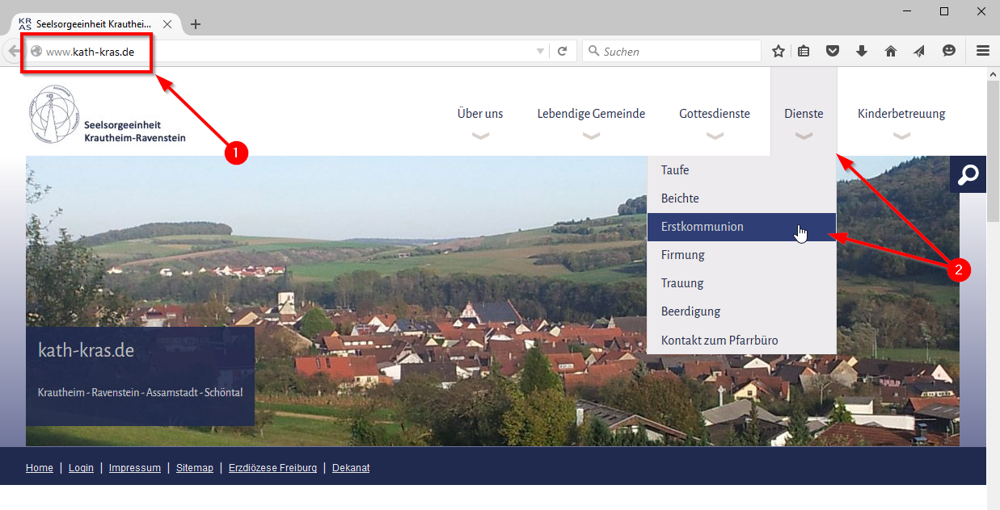 KR
AS
Seelsorgeeinheit Krauthei...
www.kath-kras.de
Suchen
Seelsorgeeinheit
Krautheim-Ravenstein
Über uns
Lebendige Gemeinde
Gottesdienste
Dienste
Kinderbetreuung
1
Taufe
Beichte
Erstkommunion
Firmung
Trauung
Beerdigung
Kontakt zum Pfarrbüro
2
kath-kras.de
Krautheim - Ravenstein - Assamstadt - Schöntal
Home | Login | Impressum | Sitemap | Erzdiözese Freiburg | Dekanat